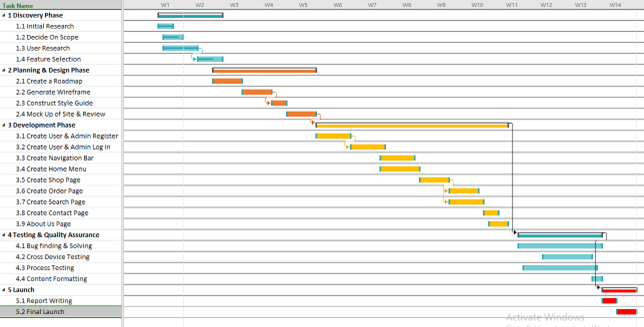 Task Name W1 W2 W3 W4 W5 W6 W7 W8 W9 W10 W11 W12 W13 W14
1 Discovery Phase
1.1 Initial Research
1.2 Decide On Scope
1.3 User Research
1.4 Feature Selection
2 Planning & Design Phase
2.1 Create a Roadmap
2.2 Generate Wireframe
2.3 Construct Style Guide
2.4 Mock Up of Site & Review
3 Development Phase
3.1 Create User & Admin Register
3.2 Create User & Admin Log in
3.3 Create Navigation Bar
3.4 Create Home Menu
3.5 Create Shop Page
3.6 Create Order Page
3.7 Create Search Page
3.8 Create Contact Page
3.9 About Us Page
4 Testing & Quality Assurance
4.1 Bug finding & Solving
4.2 Cross Device Testing
4.3 Process Testing
4.4 Content Formatting
5 Launch
5.1 Report Writing
5.2 Final Launch
Activate Windows